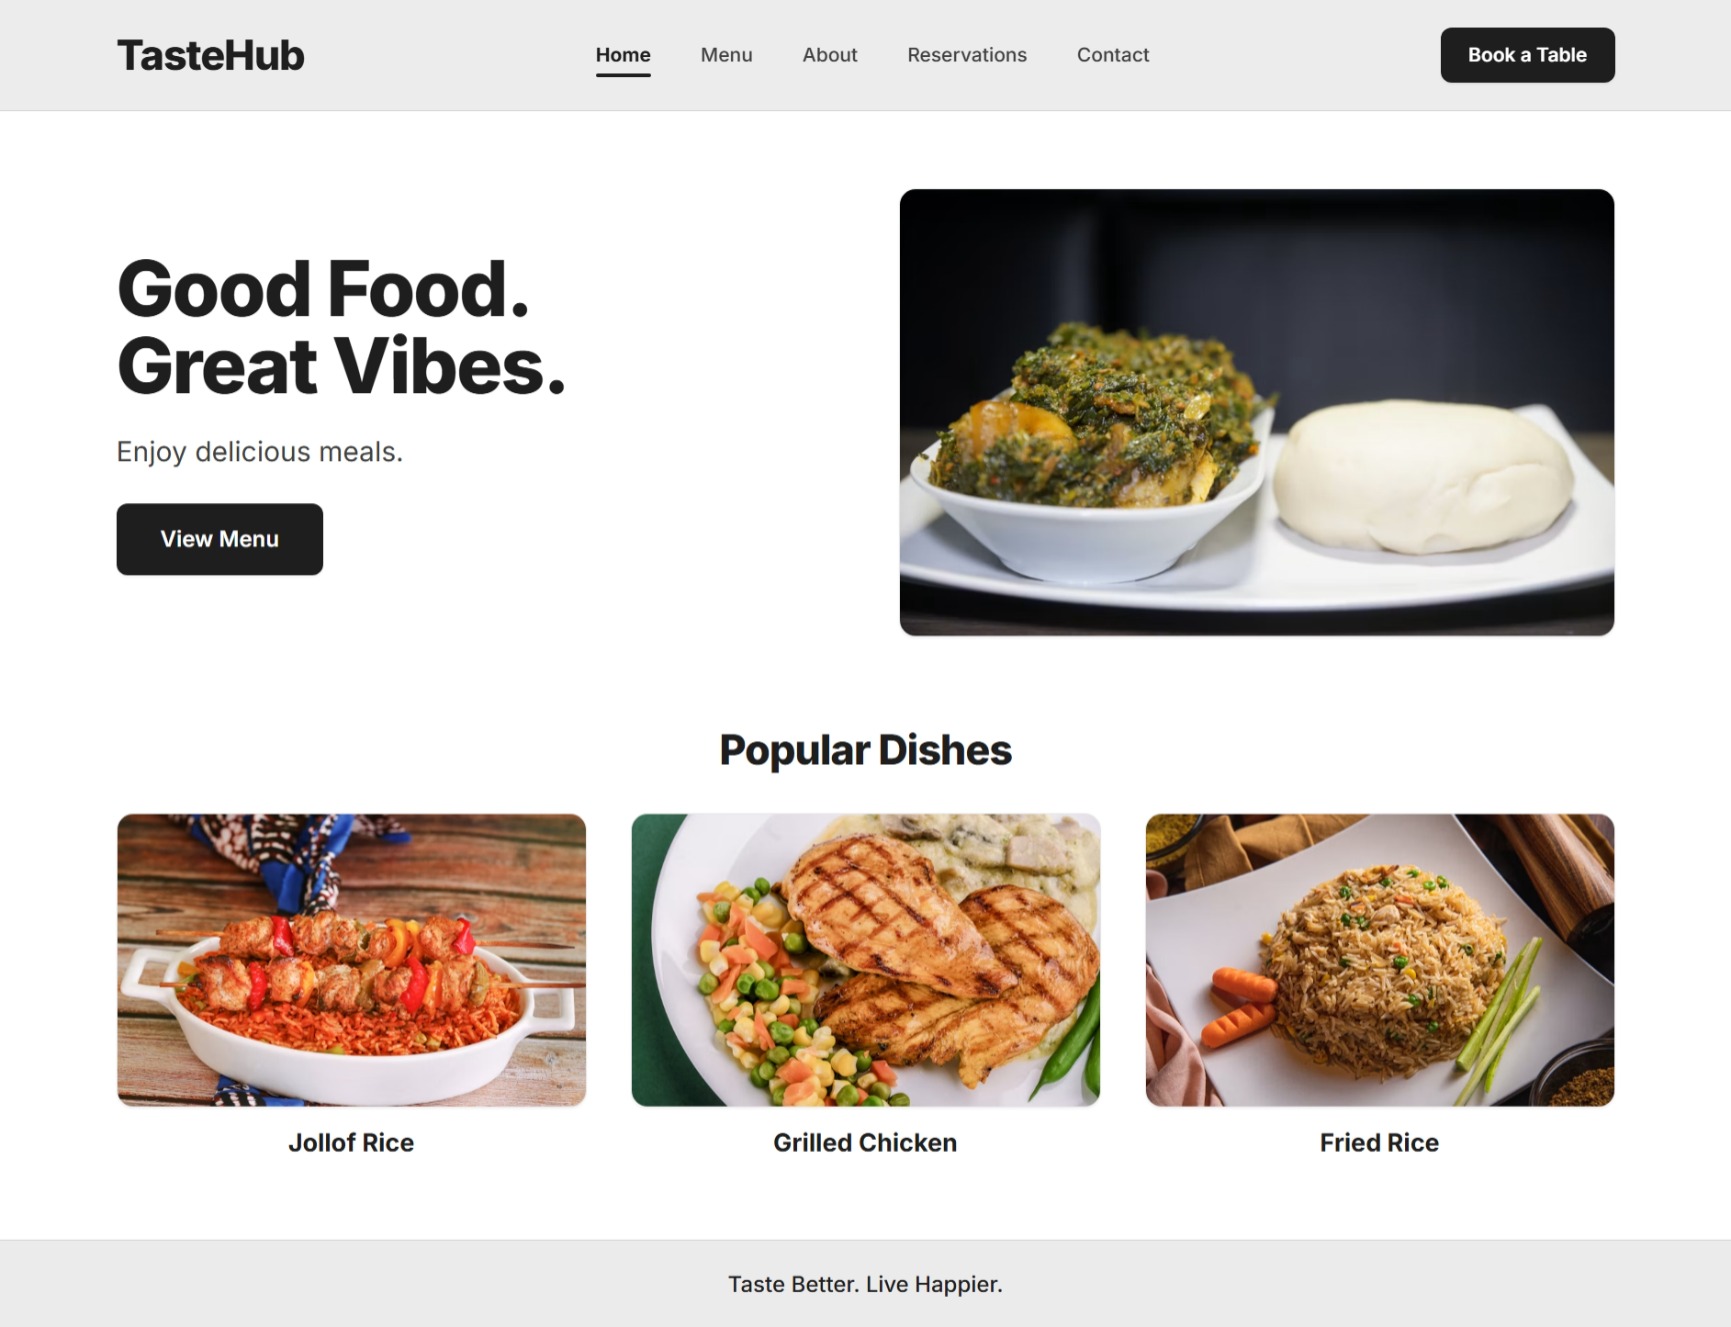 TasteHub
Home
Menu
About
Reservations
Contact
Book a Table
Good Food.
Great Vibes.
Enjoy delicious meals.
View Menu
Popular Dishes
Jollof Rice
Grilled Chicken
Fried Rice
Taste Better. Live Happier.